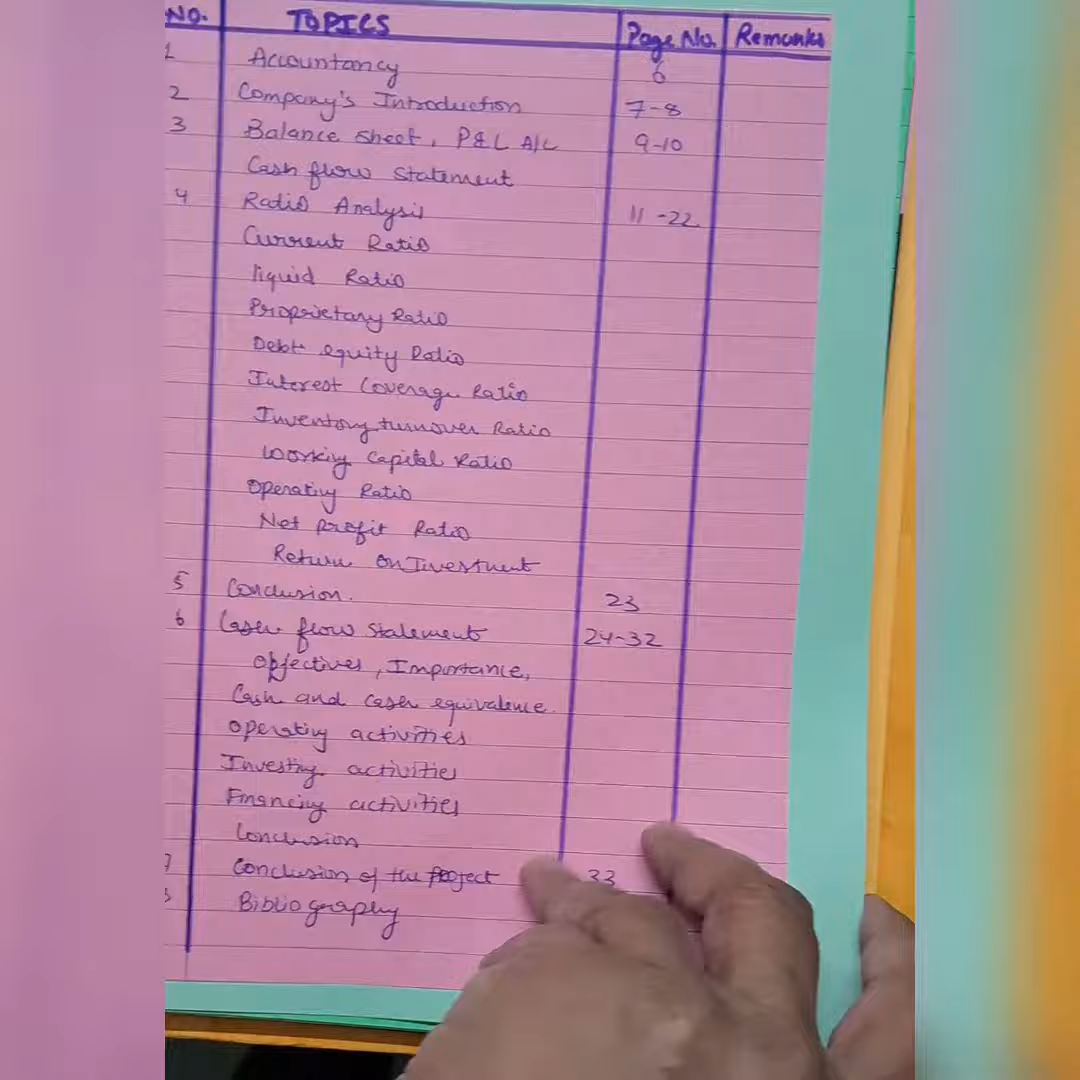 NO. TOPICS Page No. Remarks
1 Accountancy 6
2 Company's Introduction 7-8
3 Balance sheet, P&L A/C 9-10
Cash flow statement
4 Ratio Analysis 11-22
Current Ratio
liquid Ratio
Proprietary Ratio
Debt equity Ratio
Interest Coverage Ratio
Inventory turnover Ratio
Working Capital Ratio
Operating Ratio
Net profit Ratio
Return on Investment
5 Conclusion. 23
6 Cash flow statement 24-32
Objectives, Importance,
Cash and cash equivalence
Operating activities
Investing activities
Financing activities
Conclusion
7 Conclusion of the Project 33
Bibliography